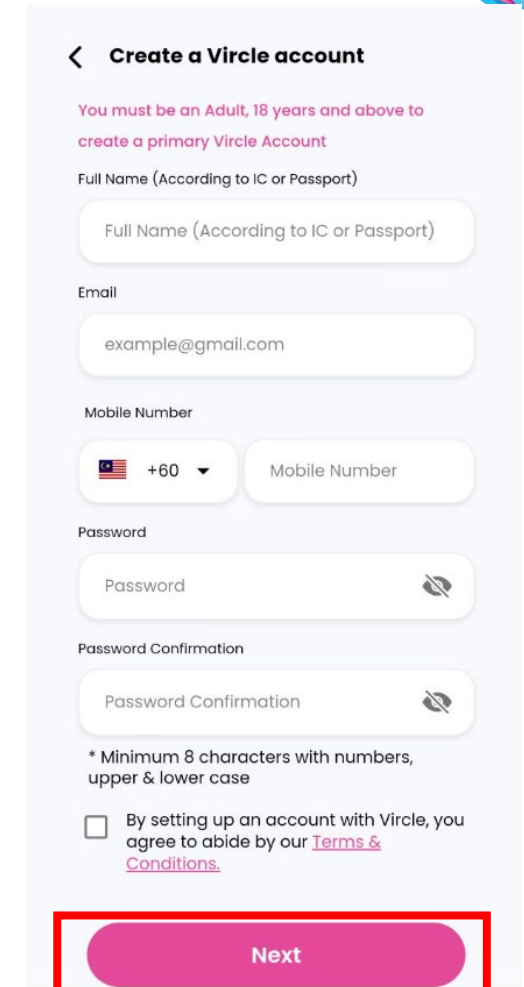 Create a Vircle account
You must be an Adult, 18 years and above to
create a primary Vircle Account
Full Name (According to IC or Passport)
Full Name (According to IC or Passport)
Email
example@gmail.com
Mobile Number
+60
Mobile Number
Password
Password
Password Confirmation
Password Confirmation
* Minimum 8 characters with numbers,
upper & lower case
By setting up an account with Vircle, you
agree to abide by our Terms &
Conditions.
Next